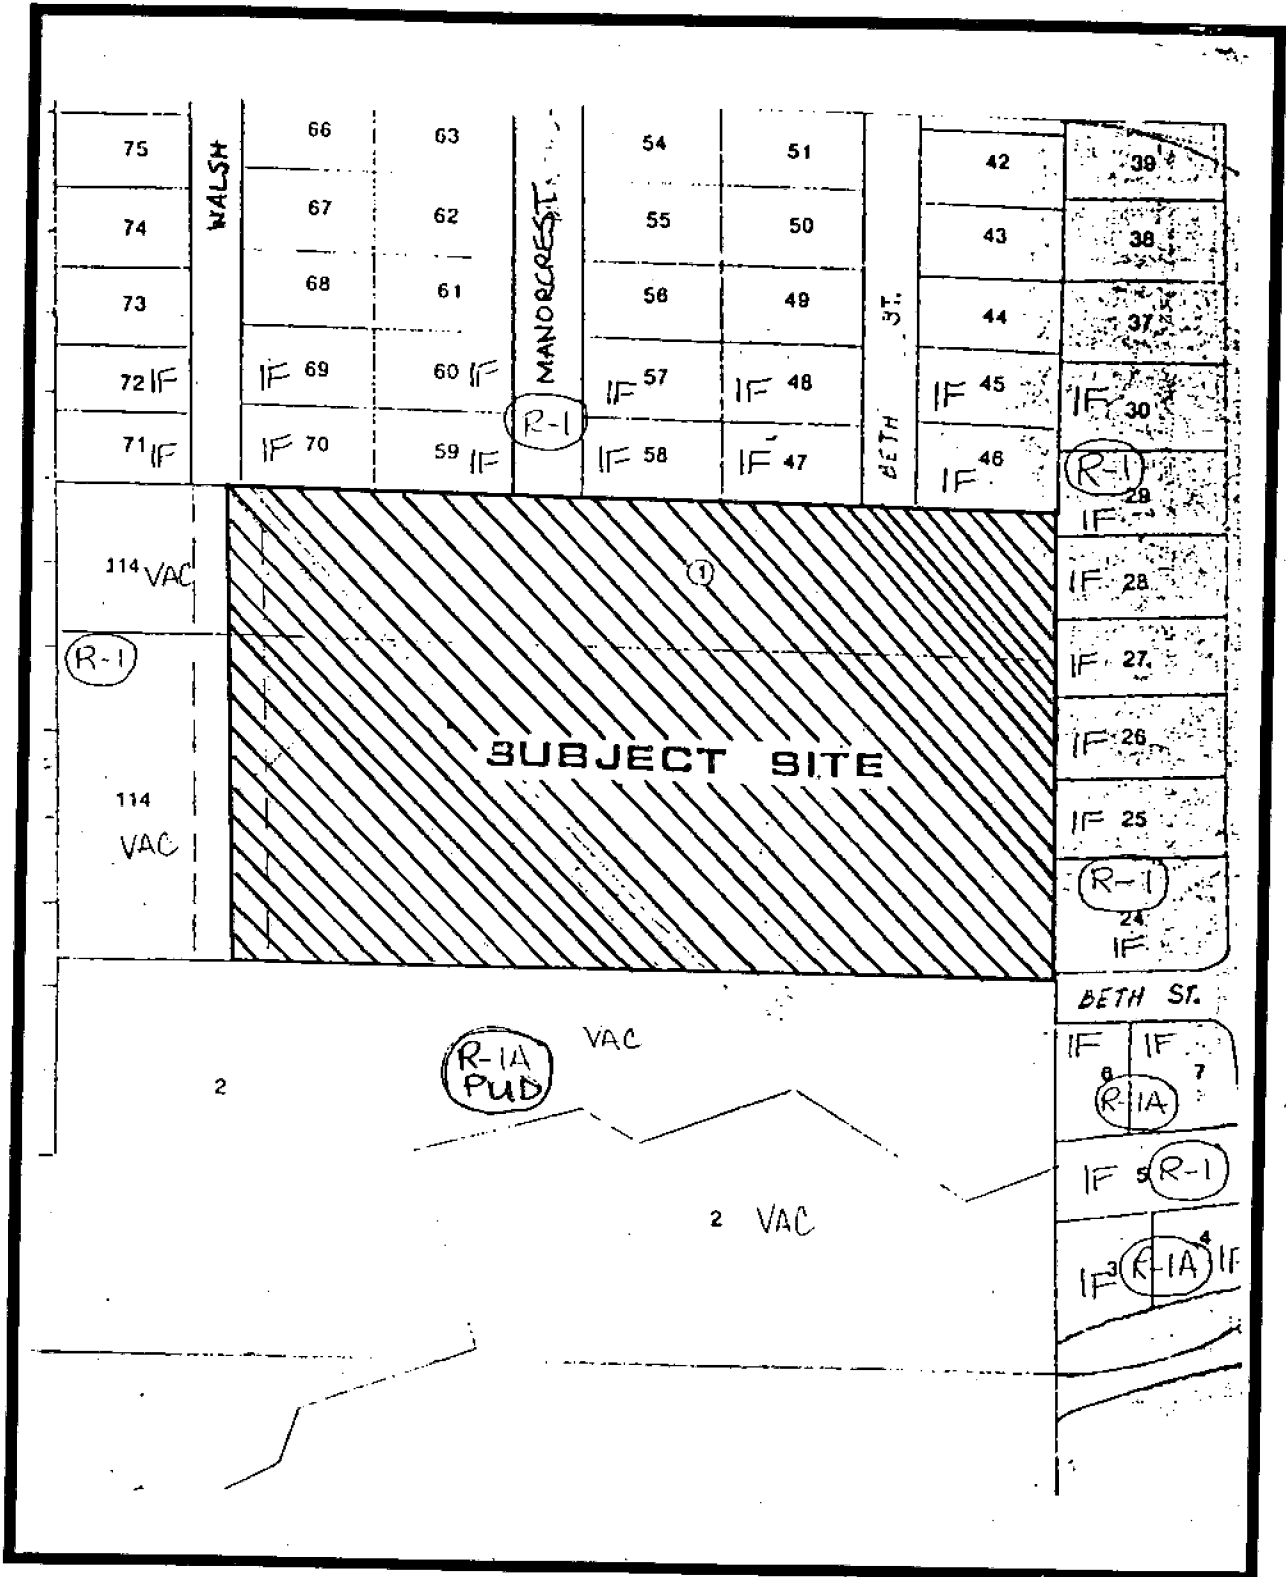 75
WALSH
66
63
54
51
42
39
74
67
62
MANORCREST.
55
50
43
38
73
68
61
56
49
BETH ST.
44
37
72 IF
IF 69
60 IF
IF 57
IF 48
IF 45
IF 30
71 IF
IF 70
59 IF
R-1
IF 58
IF 47
IF 46
R-1
29
IF
114 VAC
1
IF 28
R-1
IF 27
SUBJECT SITE
IF 26
114
VAC
IF 25
R-1
24
IF
BETH ST.
2
R-1A
PUD
VAC
IF 6
IF 7
R-1A
IF 5 R-1
2 VAC
IF 3 R-1A 4 IF